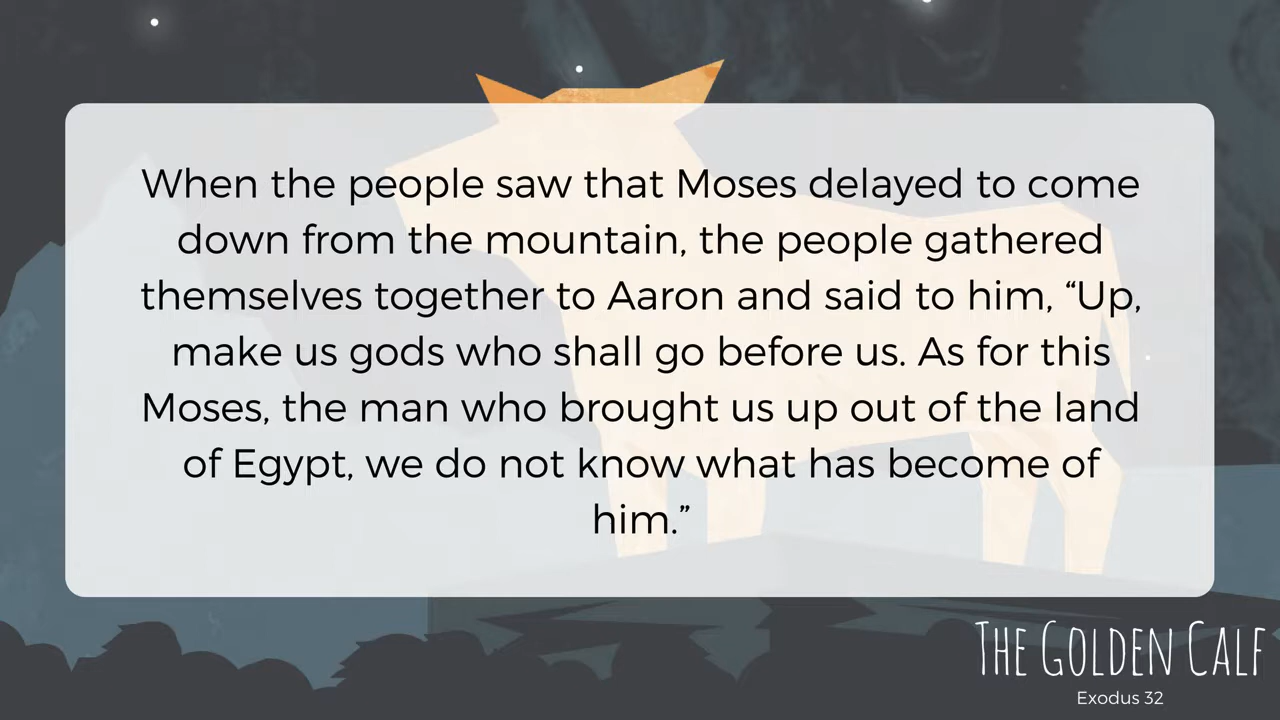 When the people saw that Moses delayed to come
down from the mountain, the people gathered
themselves together to Aaron and said to him, “Up,
make us gods who shall go before us. As for this
Moses, the man who brought us up out of the land
of Egypt, we do not know what has become of
him.”
The Golden Calf
Exodus 32